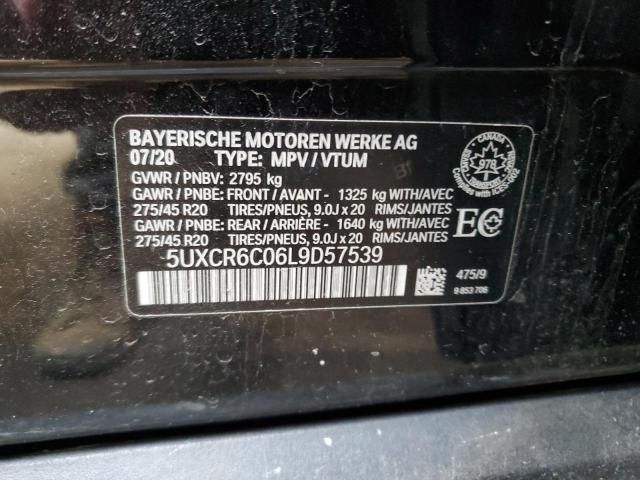 BAYERISCHE MOTOREN WERKE AG
07/20 TYPE: MPV / VTUM
GVWR / PNBV: 2795 kg
GAWR / PNBE: FRONT / AVANT - 1325 kg WITH/AVEC
275/45 R20 TIRES/PNEUS, 9.0J x 20 RIMS/JANTES
GAWR / PNBE: REAR / ARRIÈRE - 1640 kg WITH/AVEC
275/45 R20 TIRES/PNEUS, 9.0J x 20 RIMS/JANTES
5UXCR6C06L9D57539
CANADA
978
EC
475/9
9 853 706